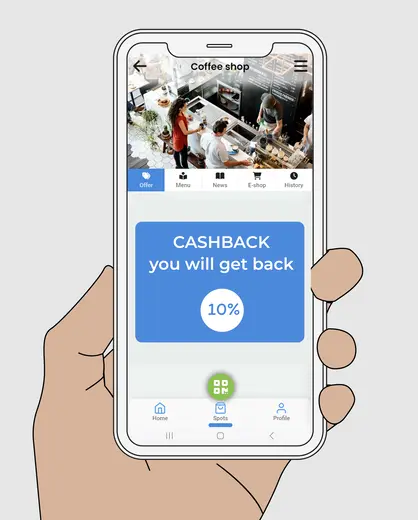 Coffee shop
Offer Menu News E-shop History
CASHBACK
you will get back
10%
Home Spots Profile